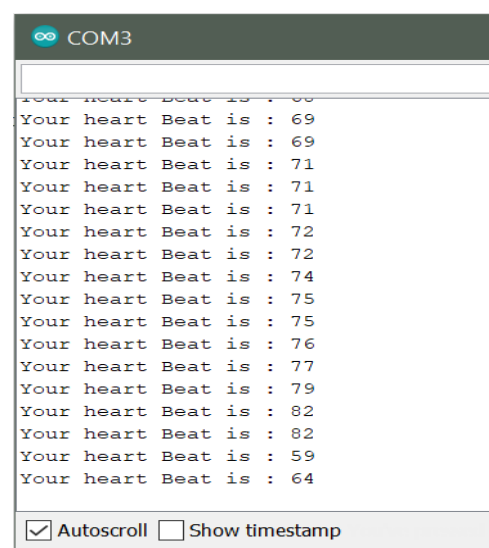 COM3
Your heart Beat is : 69
Your heart Beat is : 69
Your heart Beat is : 71
Your heart Beat is : 71
Your heart Beat is : 71
Your heart Beat is : 72
Your heart Beat is : 72
Your heart Beat is : 74
Your heart Beat is : 75
Your heart Beat is : 75
Your heart Beat is : 76
Your heart Beat is : 77
Your heart Beat is : 79
Your heart Beat is : 82
Your heart Beat is : 82
Your heart Beat is : 59
Your heart Beat is : 64
Autoscroll Show timestamp